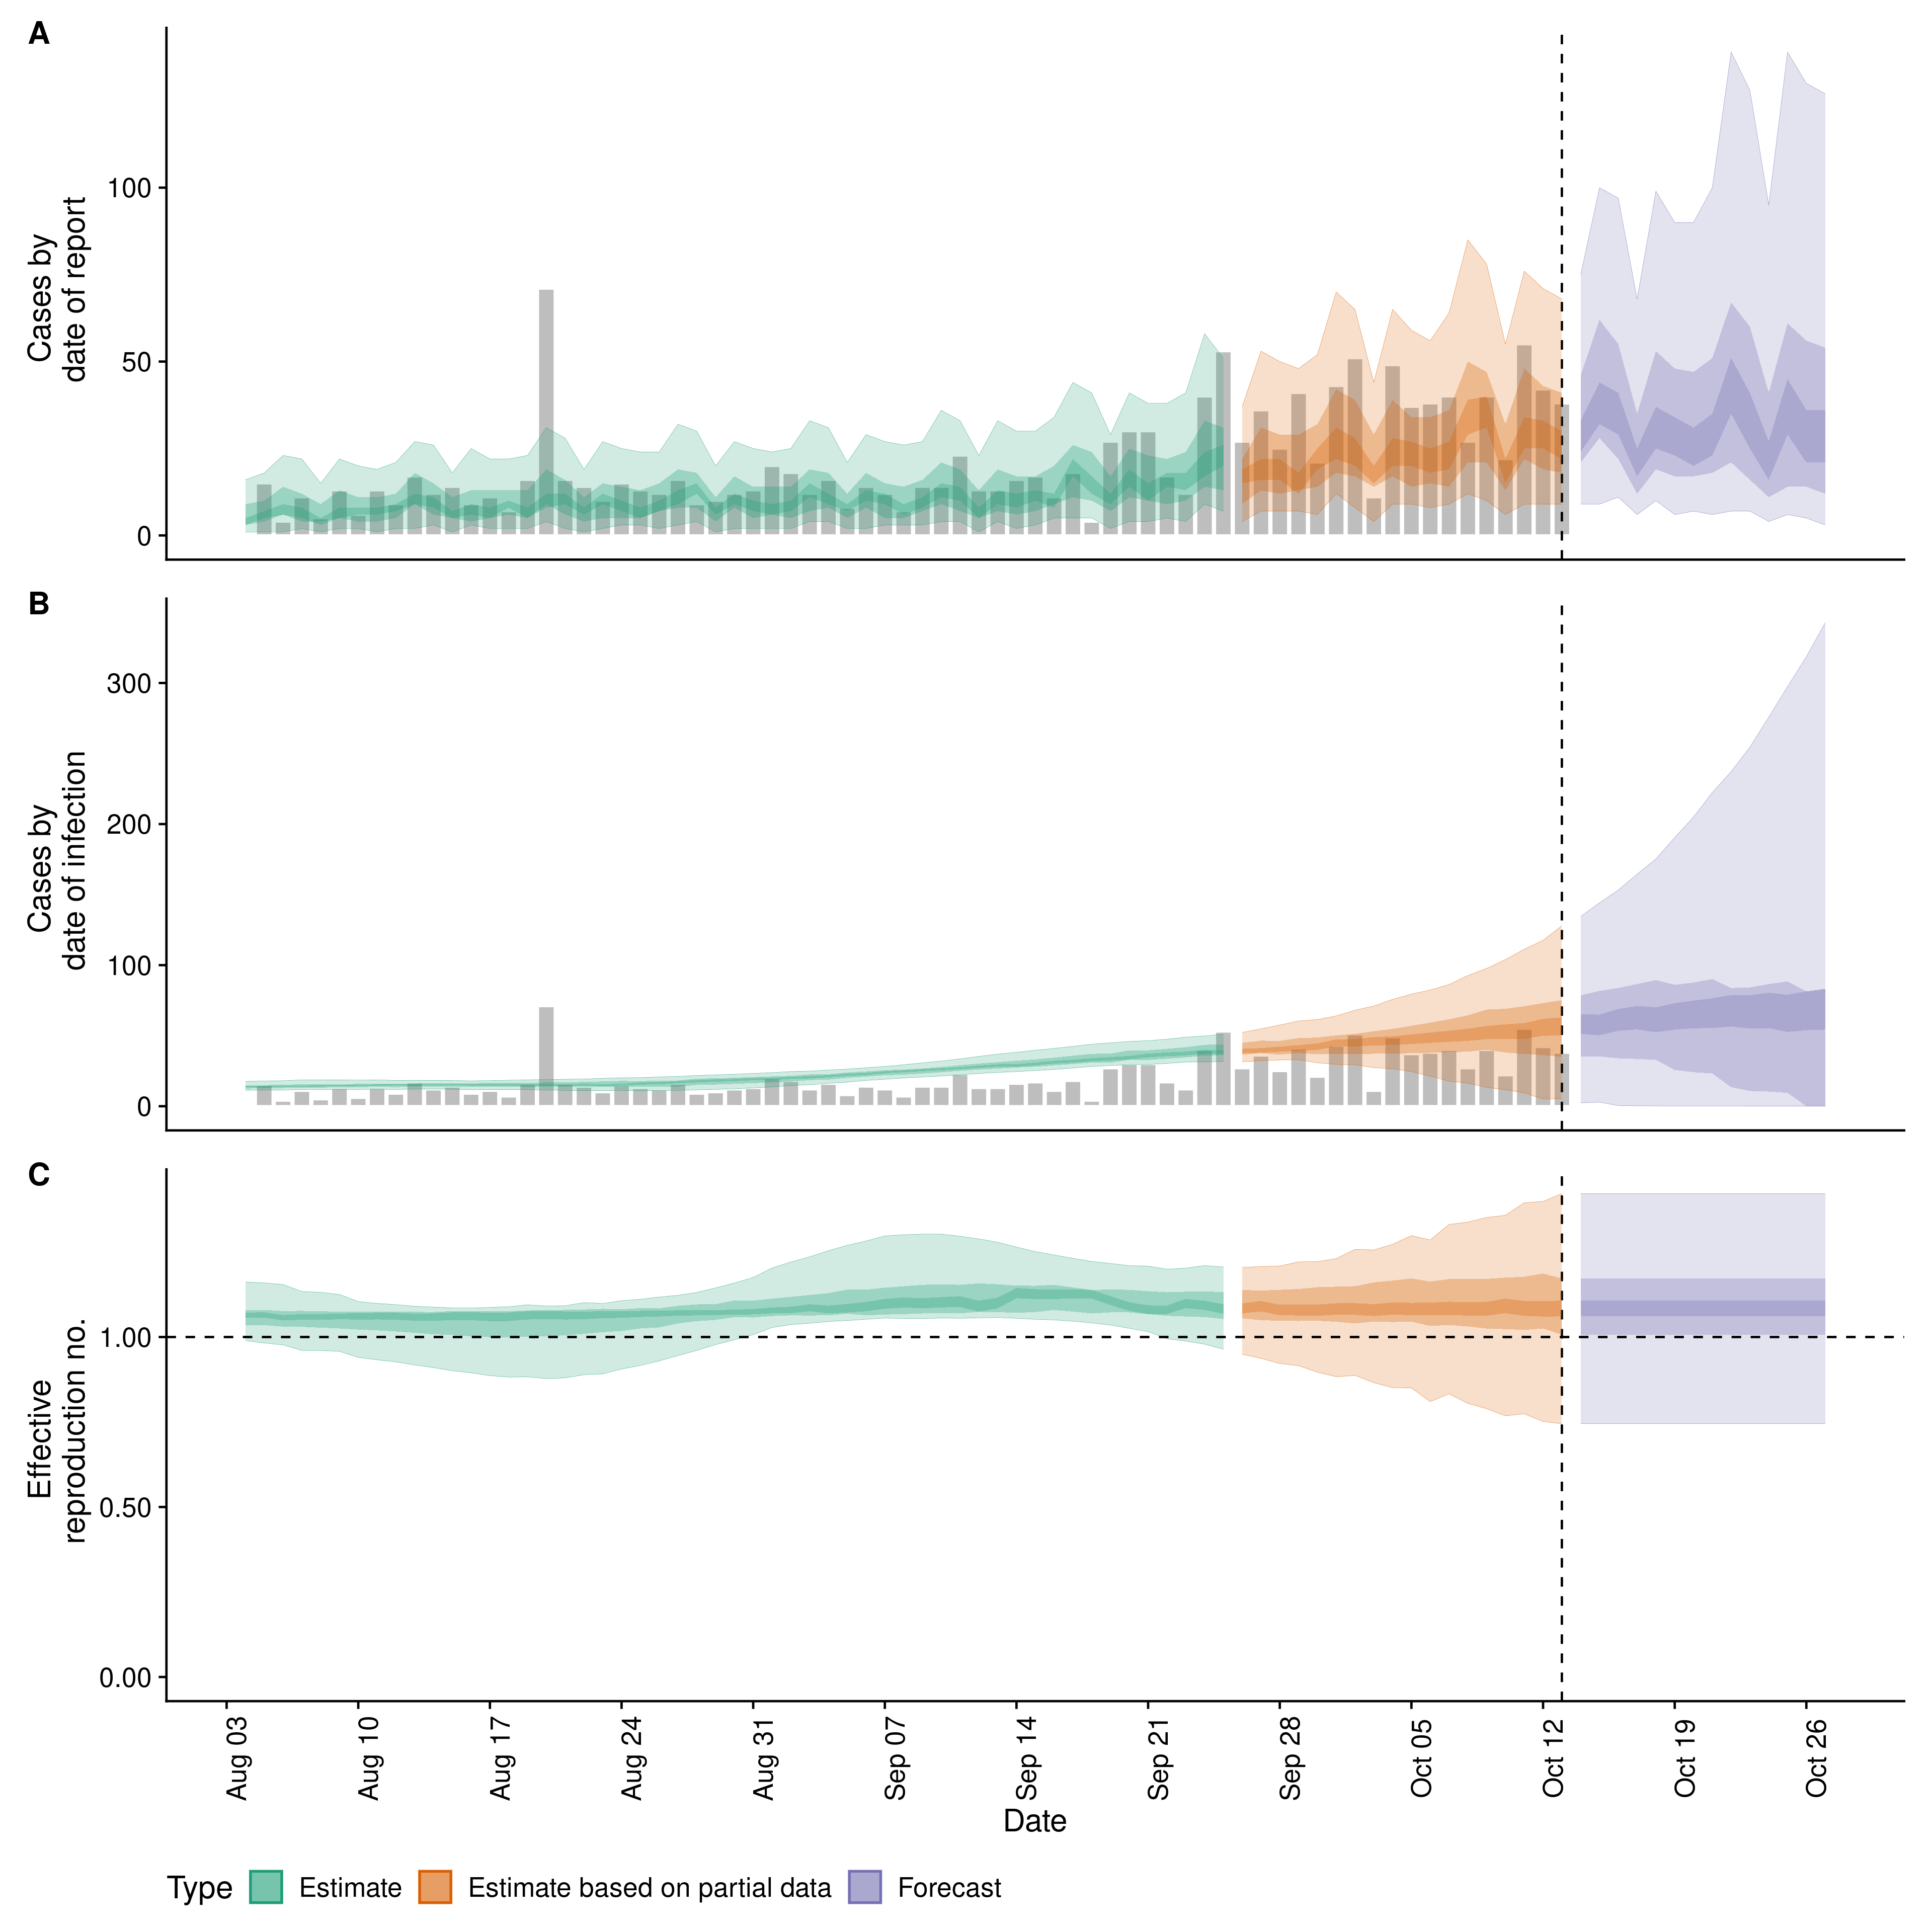 A
Cases by
date of report
100
50
0
B
Cases by
date of infection
300
200
100
0
C
Effective
reproduction no.
1.00
0.50
0.00
Aug 03
Aug 10
Aug 17
Aug 24
Aug 31
Sep 07
Sep 14
Sep 21
Sep 28
Oct 05
Oct 12
Oct 19
Oct 26
Date
Type Estimate Estimate based on partial data Forecast